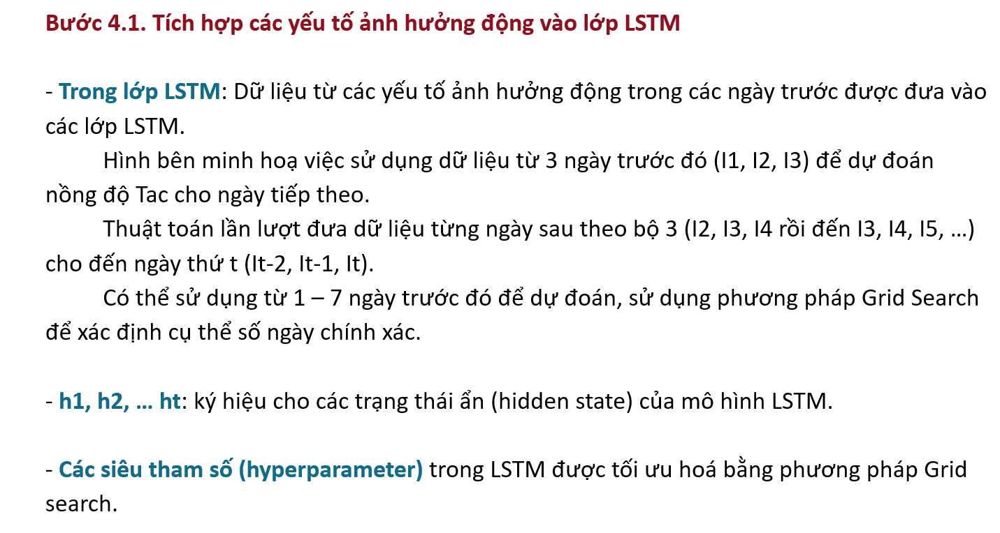 Bước 4.1. Tích hợp các yếu tố ảnh hưởng động vào lớp LSTM
- Trong lớp LSTM: Dữ liệu từ các yếu tố ảnh hưởng động trong các ngày trước được đưa vào
các lớp LSTM.
Hình bên minh hoạ việc sử dụng dữ liệu từ 3 ngày trước đó (I1, I2, I3) để dự đoán
nồng độ Tac cho ngày tiếp theo.
Thuật toán lần lượt đưa dữ liệu từng ngày sau theo bộ 3 (I2, I3, I4 rồi đến I3, I4, I5, …)
cho đến ngày thứ t (It-2, It-1, It).
Có thể sử dụng từ 1 – 7 ngày trước đó để dự đoán, sử dụng phương pháp Grid Search
để xác định cụ thể số ngày chính xác.
- h1, h2, … ht: ký hiệu cho các trạng thái ẩn (hidden state) của mô hình LSTM.
- Các siêu tham số (hyperparameter) trong LSTM được tối ưu hoá bằng phương pháp Grid
search.